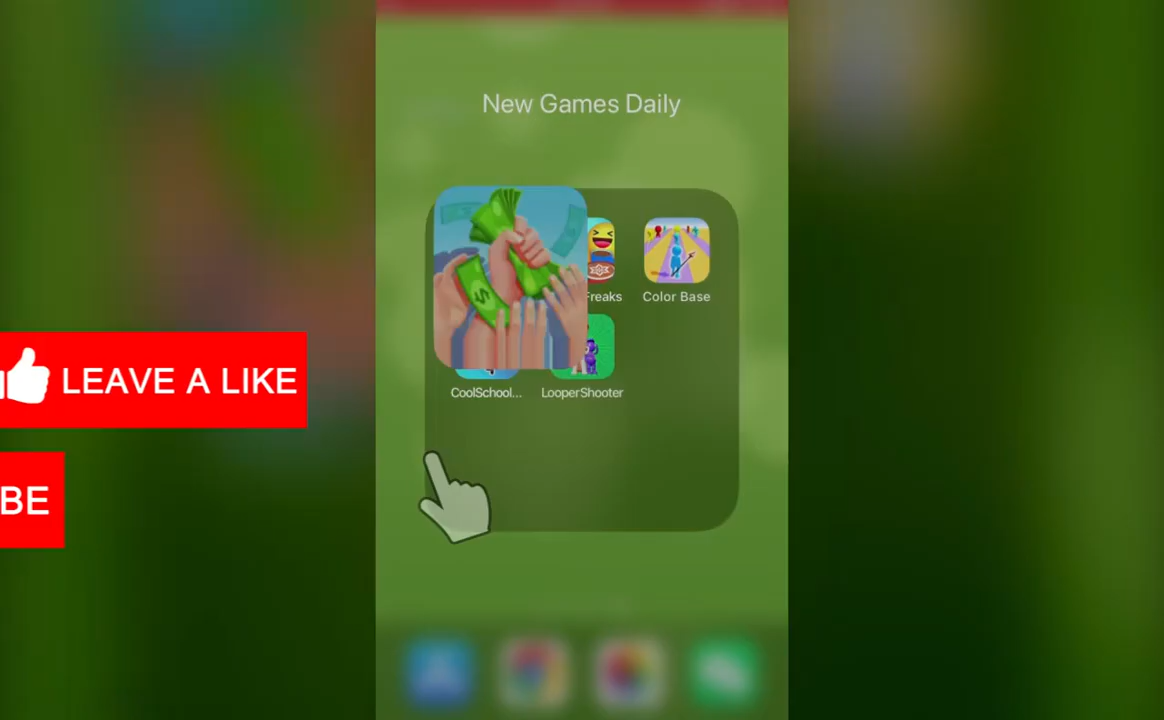 New Games Daily
Freaks
Color Base
LEAVE A LIKE
CoolSchool...
LooperShooter
BE